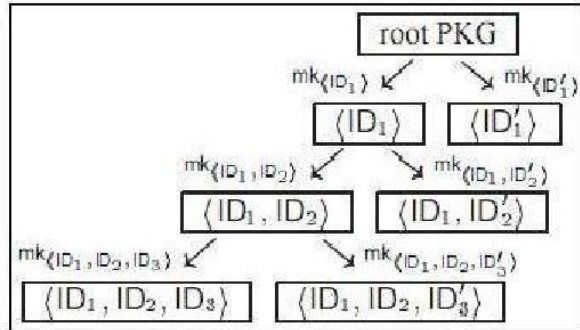 root PKG
mk⟨ID₁⟩ mk⟨ID′₁⟩
⟨ID₁⟩ ⟨ID′₁⟩
mk⟨ID₁,ID₂⟩ mk⟨ID₁,ID′₂⟩
⟨ID₁, ID₂⟩ ⟨ID₁, ID′₂⟩
mk⟨ID₁,ID₂,ID₃⟩ mk⟨ID₁,ID₂,ID′₃⟩
⟨ID₁, ID₂, ID₃⟩ ⟨ID₁, ID₂, ID′₃⟩